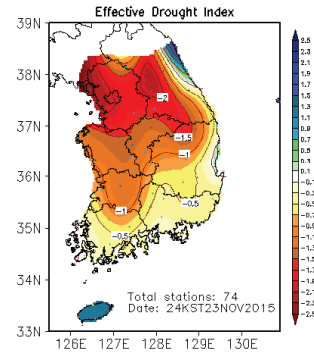 Effective Drought Index
39N
38N
37N
36N
35N
34N
33N
126E 127E 128E 129E 130E
-2
-1.5
-1
-1
-0.5
-0.5
Total stations: 74
Date: 24KST23NOV2015
2.5
2.3
2.1
1.9
1.7
1.5
1.3
1.1
0.9
0.7
0.5
0.3
0.1